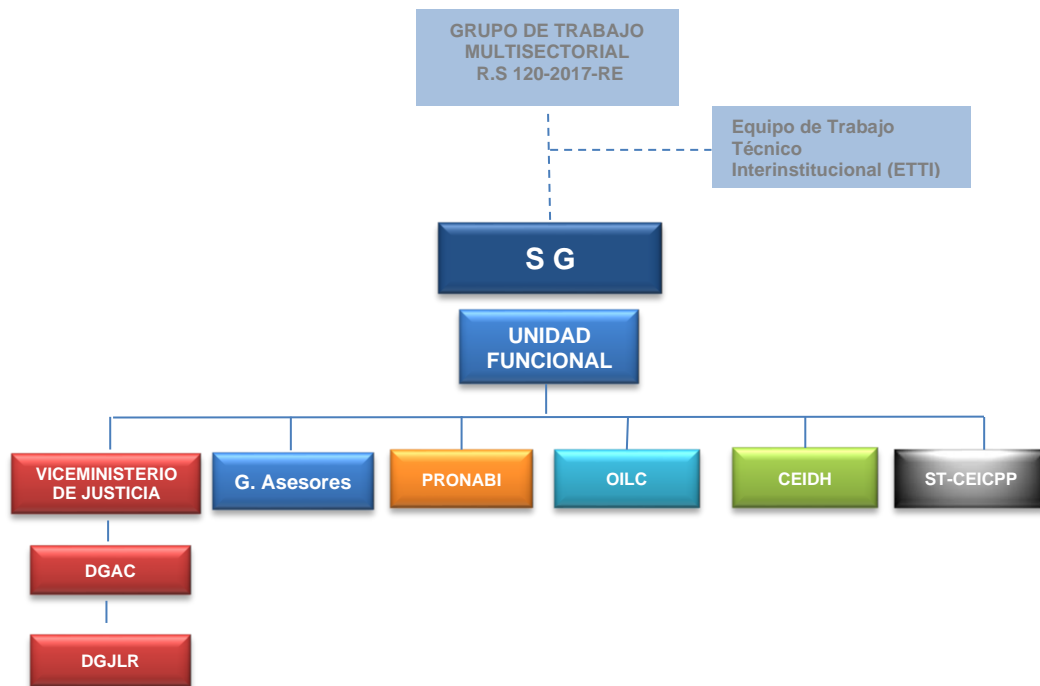 GRUPO DE TRABAJO
MULTISECTORIAL
R.S 120-2017-RE
Equipo de Trabajo
Técnico
Interinstitucional (ETTI)
S G
UNIDAD
FUNCIONAL
VICEMINISTERIO
DE JUSTICIA
G. Asesores
PRONABI
OILC
CEIDH
ST-CEICPP
DGAC
DGJLR